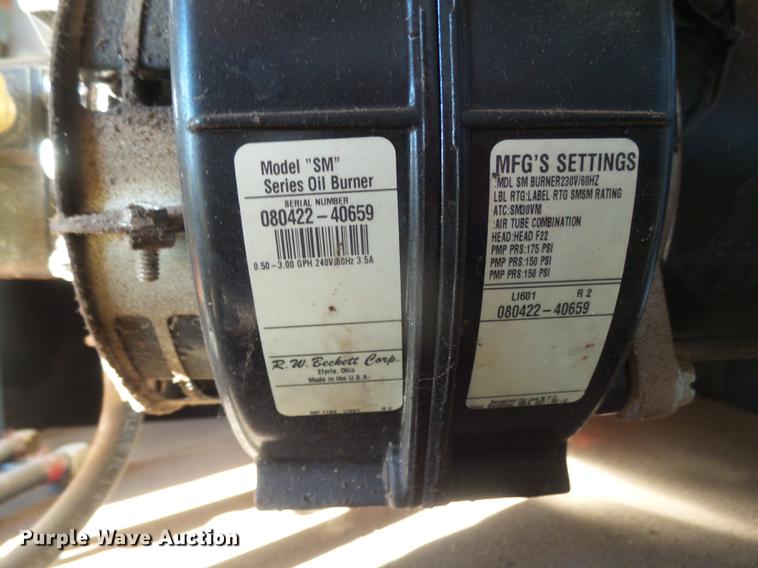 Model "SM"
Series Oil Burner
SERIAL NUMBER
080422-40659
0.50-3.00 GPH 240V/60Hz 3.5A
R.W. Beckett Corp.
Elyria, Ohio
Made in the U.S.A.
MFG'S SETTINGS
:MDL SM BURNER230V/60HZ
LBL RTG:LABEL RTG SMSM RATING
ATC:SM30VM
:AIR TUBE COMBINATION
HEAD:HEAD F22
PMP PRS:175 PSI
PMP PRS:150 PSI
PMP PRS:150 PSI
LI601 R 2
080422-40659
Accepted for use N.Y.C.
Purple Wave Auction